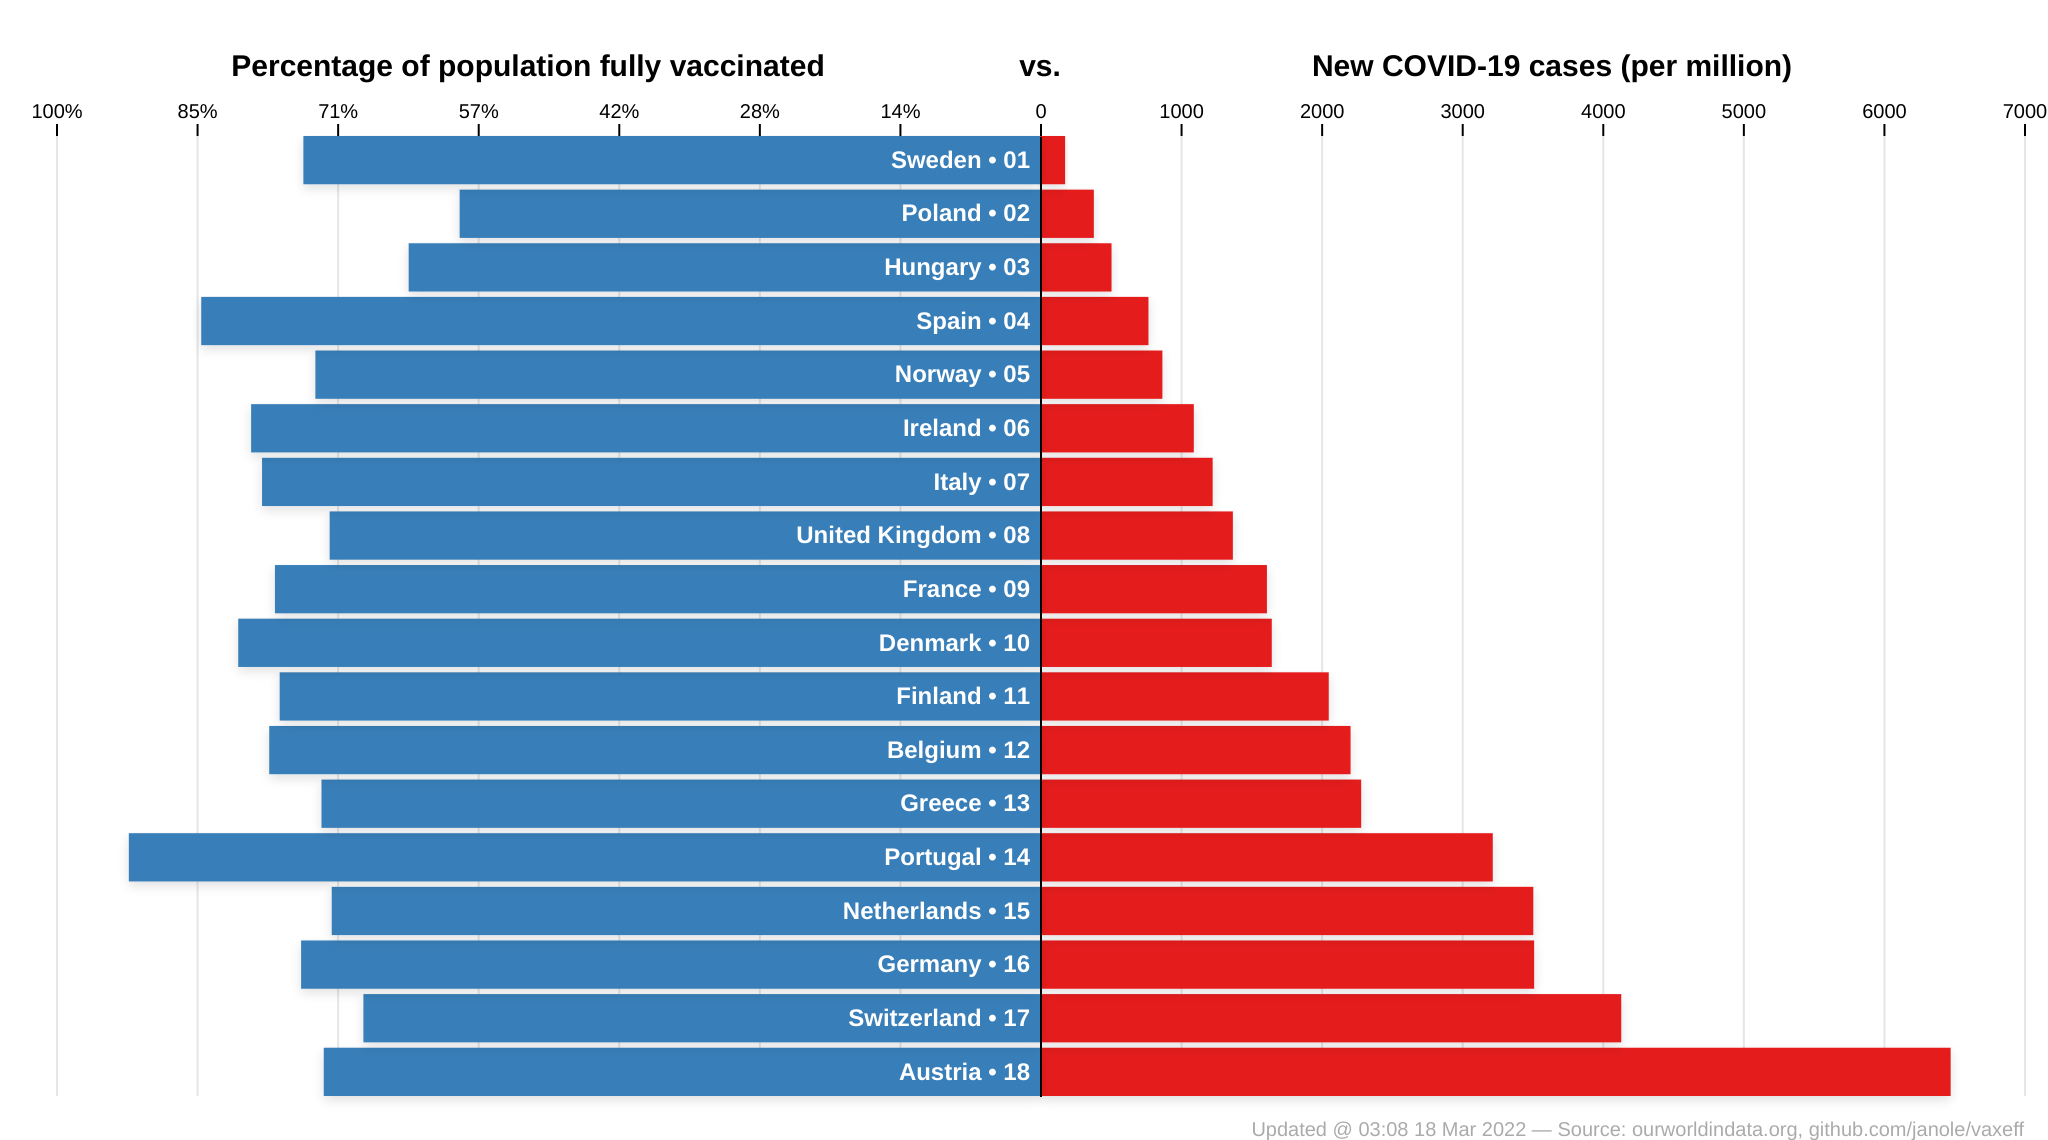 Percentage of population fully vaccinated vs. New COVID-19 cases (per million)
100% 85% 71% 57% 42% 28% 14% 0 1000 2000 3000 4000 5000 6000 7000
Sweden • 01
Poland • 02
Hungary • 03
Spain • 04
Norway • 05
Ireland • 06
Italy • 07
United Kingdom • 08
France • 09
Denmark • 10
Finland • 11
Belgium • 12
Greece • 13
Portugal • 14
Netherlands • 15
Germany • 16
Switzerland • 17
Austria • 18
Updated @ 03:08 18 Mar 2022 — Source: ourworldindata.org, github.com/janole/vaxeff